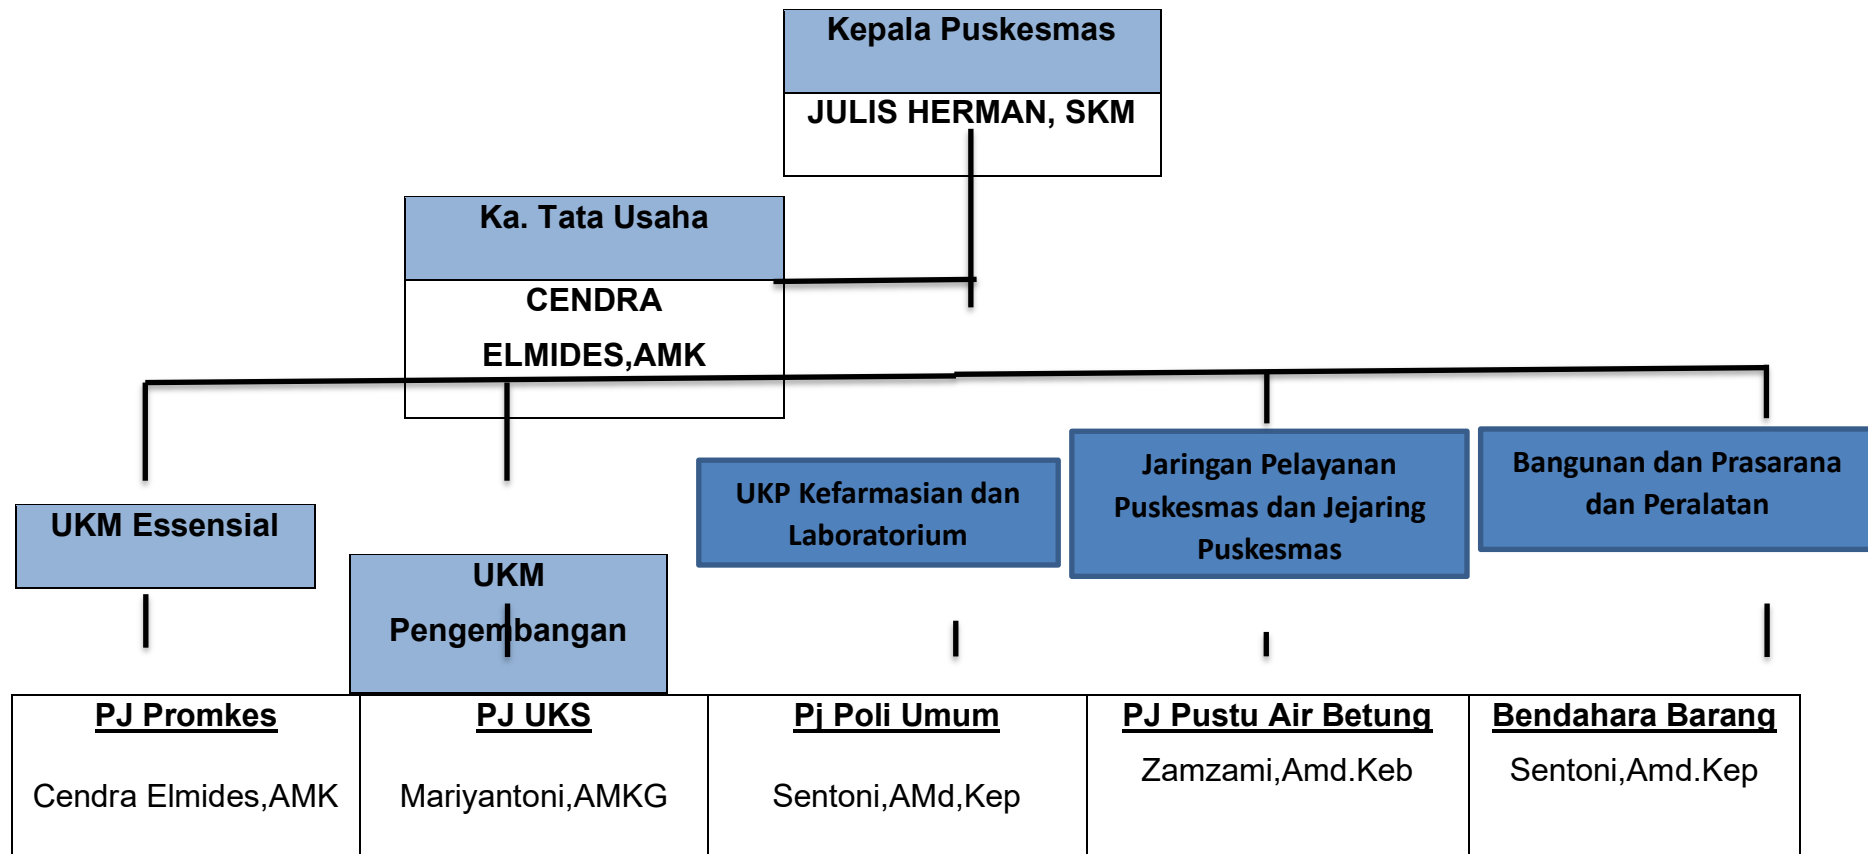 Kepala Puskesmas
JULIS HERMAN, SKM
Ka. Tata Usaha
CENDRA
ELMIDES,AMK
UKM Essensial
UKM
Pengembangan
UKP Kefarmasian dan
Laboratorium
Jaringan Pelayanan
Puskesmas dan Jejaring
Puskesmas
Bangunan dan Prasarana
dan Peralatan
PJ Promkes
Cendra Elmides,AMK
PJ UKS
Mariyantoni,AMKG
Pj Poli Umum
Sentoni,AMd,Kep
PJ Pustu Air Betung
Zamzami,Amd.Keb
Bendahara Barang
Sentoni,Amd.Kep